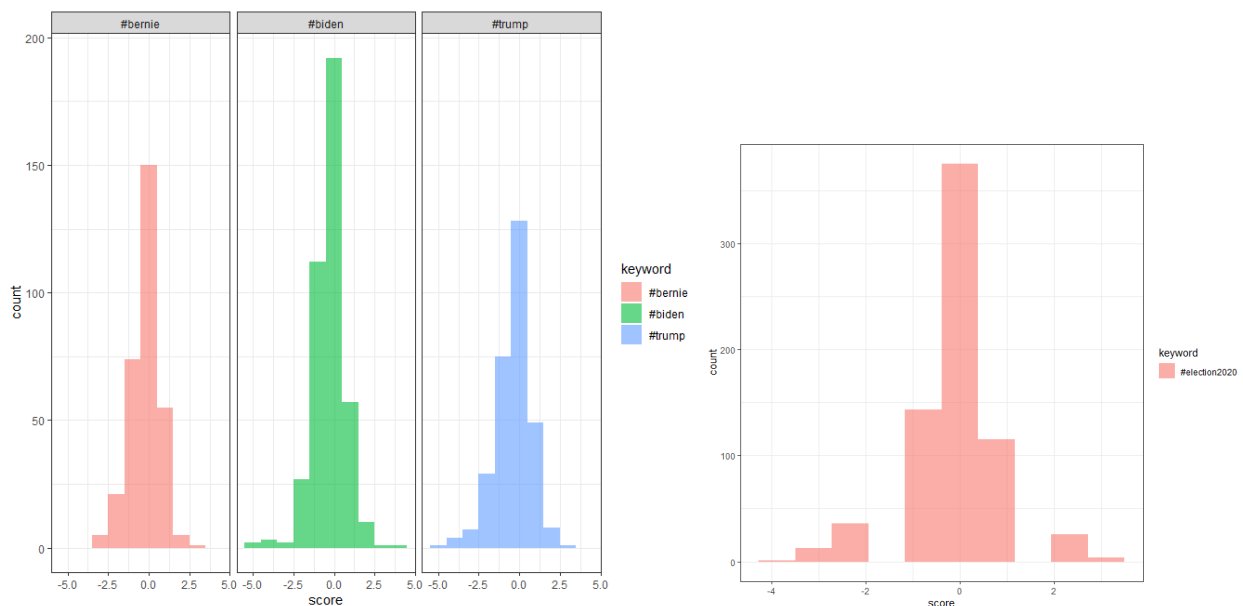 #bernie #biden #trump
200
150
100
50
0
count
-5.0 -2.5 0.0 2.5 5.0 -5.0 -2.5 0.0 2.5 5.0 -5.0 -2.5 0.0 2.5 5.0
score
keyword
#bernie
#biden
#trump
300
200
100
0
count
-4 -2 0 2
score
keyword
#election2020